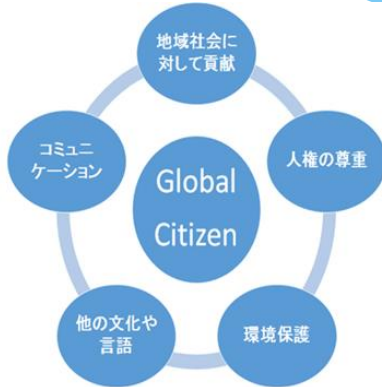 地域社会に
対して貢献
コミュニ
ケーション
人権の尊重
Global
Citizen
他の文化や
言語
環境保護